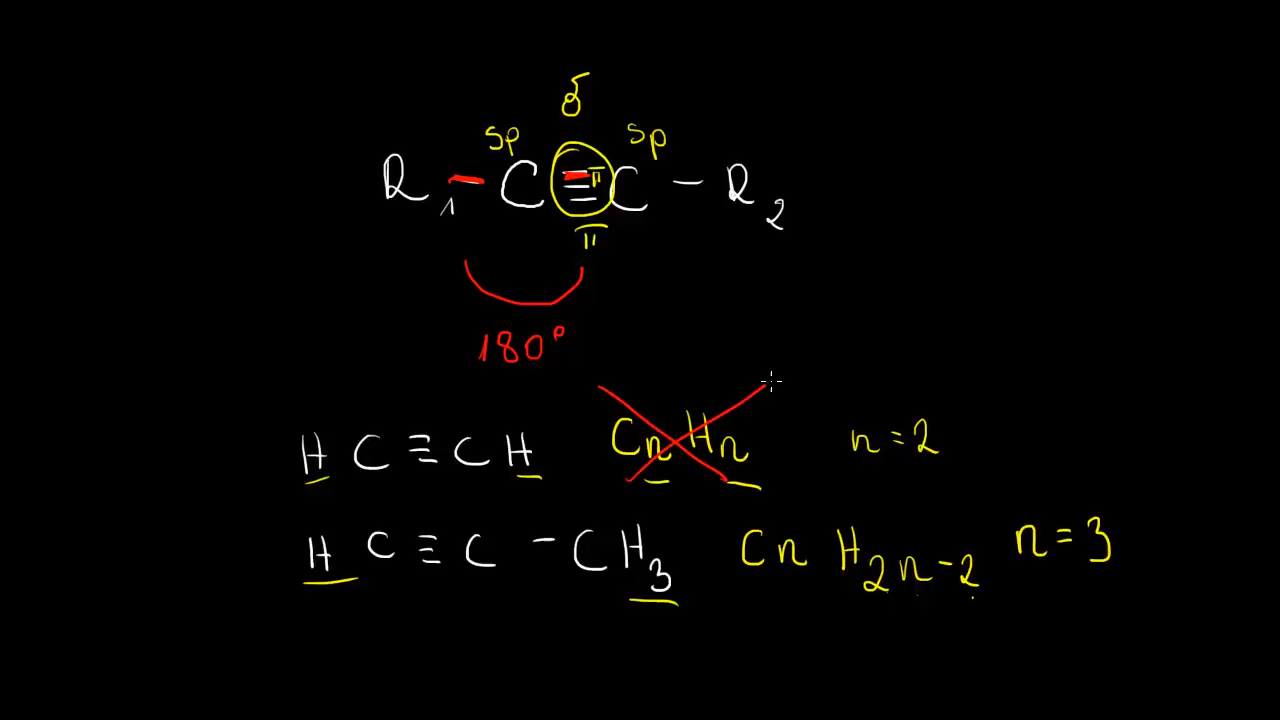 δ
sp sp
R₁ − C ≡ C − R₂
π
π
180°
HC ≡ CH CnHn n = 2
HC ≡ C − CH₃ CnH₂n−₂ n = 3